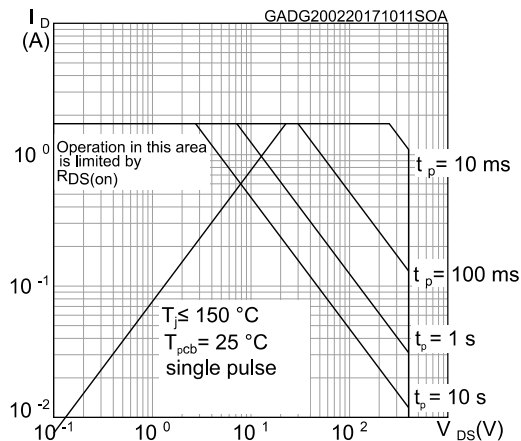 GADG200220171011SOA
I D
(A)
Operation in this area
is limited by
RDS(on)
10^0
10^-1
10^-2
t p= 10 ms
t p= 100 ms
tp= 1 s
tp= 10 s
Tj≤ 150 °C
Tpcb= 25 °C
single pulse
10^-1 10^0 10^1 10^2 V DS(V)